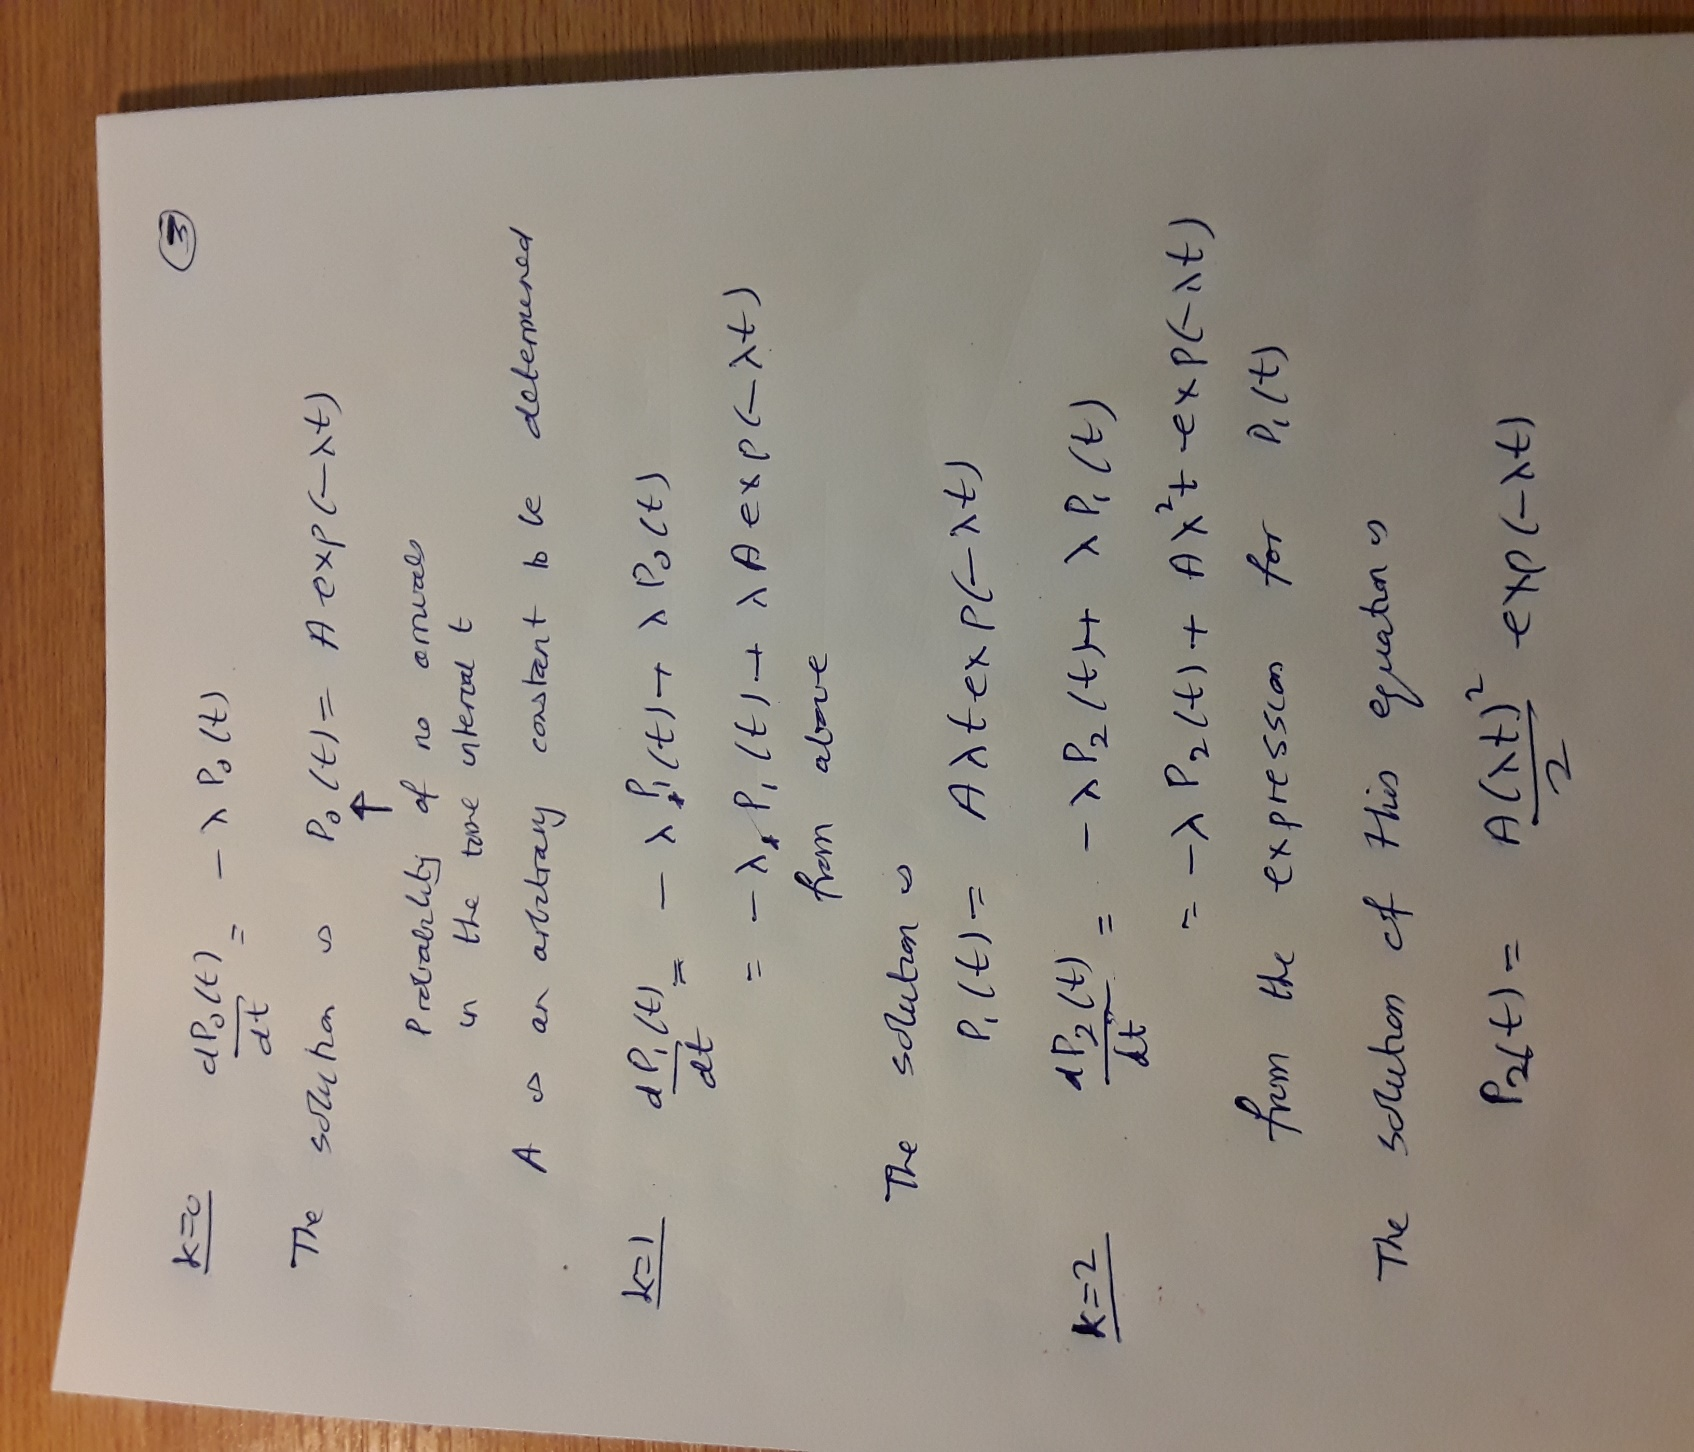 3
k=0 dP₀(t)/dt = - λ P₀(t)
The solution is P₀(t) = A exp(-λt)
↑
Probability of no arrivals
in the time interval t
A is an arbitrary constant to be determined
k=1 dP₁(t)/dt = - λ P₁(t) + λ P₀(t)
= - λ P₁(t) + λ A exp(-λt)
from above
The solution is
P₁(t) = A λ t exp(-λt)
k=2 dP₂(t)/dt = - λ P₂(t) + λ P₁(t)
= - λ P₂(t) + A λ² t exp(-λt)
from the expression for P₁(t)
The solution of this equation is
P₂(t) = A(λt)²/2 exp(-λt)